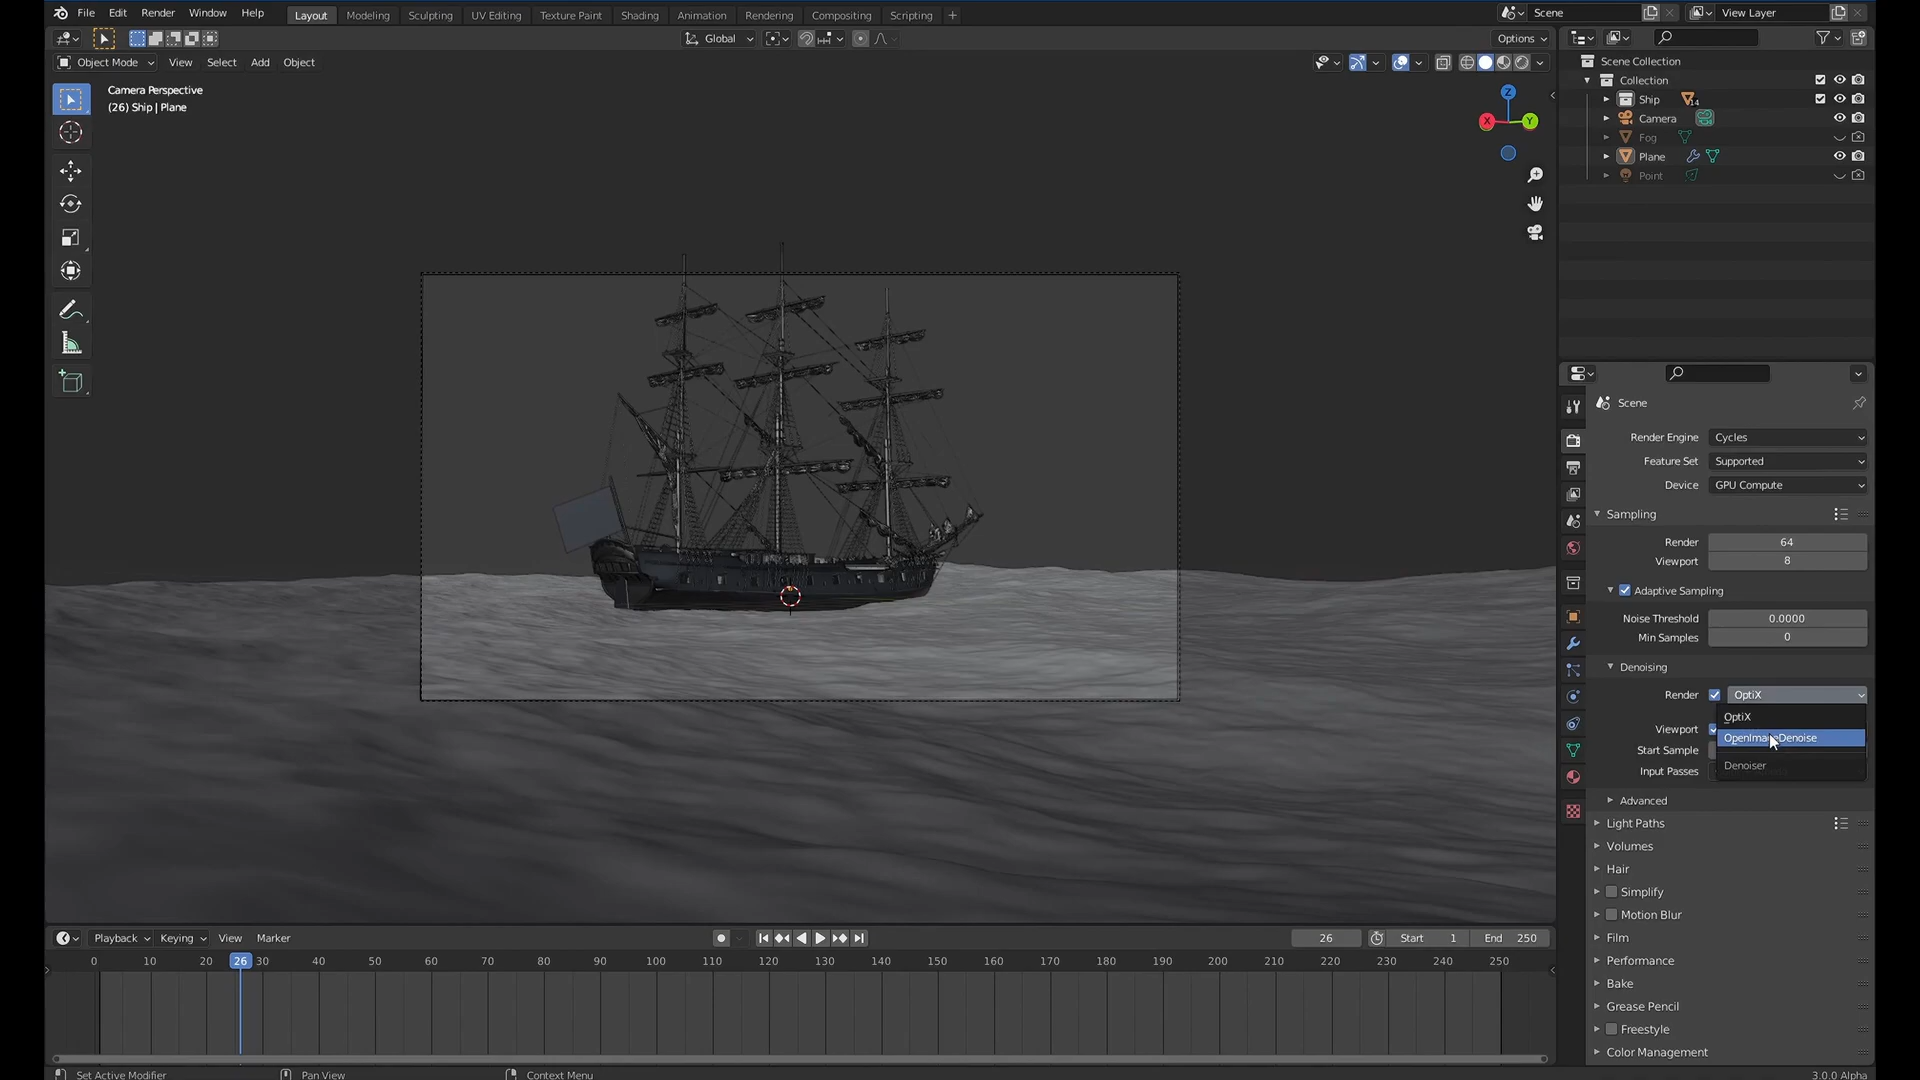 File Edit Render Window Help
Layout Modeling Sculpting UV Editing Texture Paint Shading Animation Rendering Compositing Scripting +
Scene
View Layer
Global
Options
Object Mode View Select Add Object
Camera Perspective
(26) Ship | Plane
Z
X
Y
Scene Collection
Collection
Ship
14
Camera
Fog
Plane
Point
Scene
Render Engine Cycles
Feature Set Supported
Device GPU Compute
Sampling
Render 64
Viewport 8
Adaptive Sampling
Noise Threshold 0.0000
Min Samples 0
Denoising
Render OptiX
OptiX
Viewport
OpenImageDenoise
Start Sample
Denoiser
Input Passes
Advanced
Light Paths
Volumes
Hair
Simplify
Motion Blur
Film
Performance
Bake
Grease Pencil
Freestyle
Color Management
Playback Keying View Marker
26
Start 1
End 250
0 10 20 26 30 40 50 60 70 80 90 100 110 120 130 140 150 160 170 180 190 200 210 220 230 240 250
Set Active Modifier
Pan View
Context Menu
3.0.0 Alpha